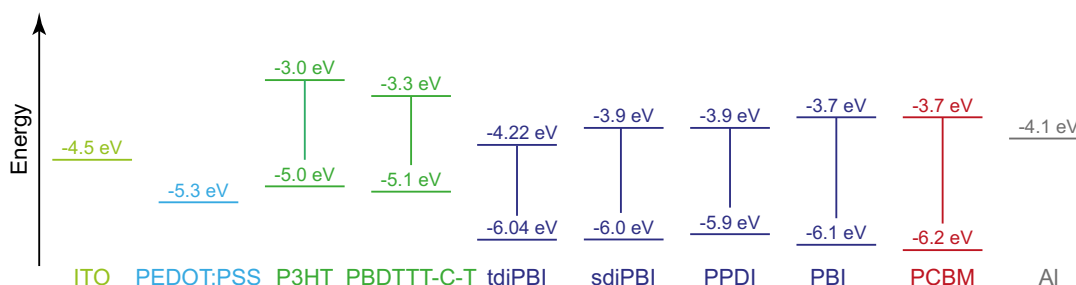 Energy
-4.5 eV
-5.3 eV
-3.0 eV
-5.0 eV
-3.3 eV
-5.1 eV
-4.22 eV
-6.04 eV
-3.9 eV
-6.0 eV
-3.9 eV
-5.9 eV
-3.7 eV
-6.1 eV
-3.7 eV
-6.2 eV
-4.1 eV
ITO PEDOT:PSS P3HT PBDTTT-C-T tdiPBI sdiPBI PPDI PBI PCBM Al